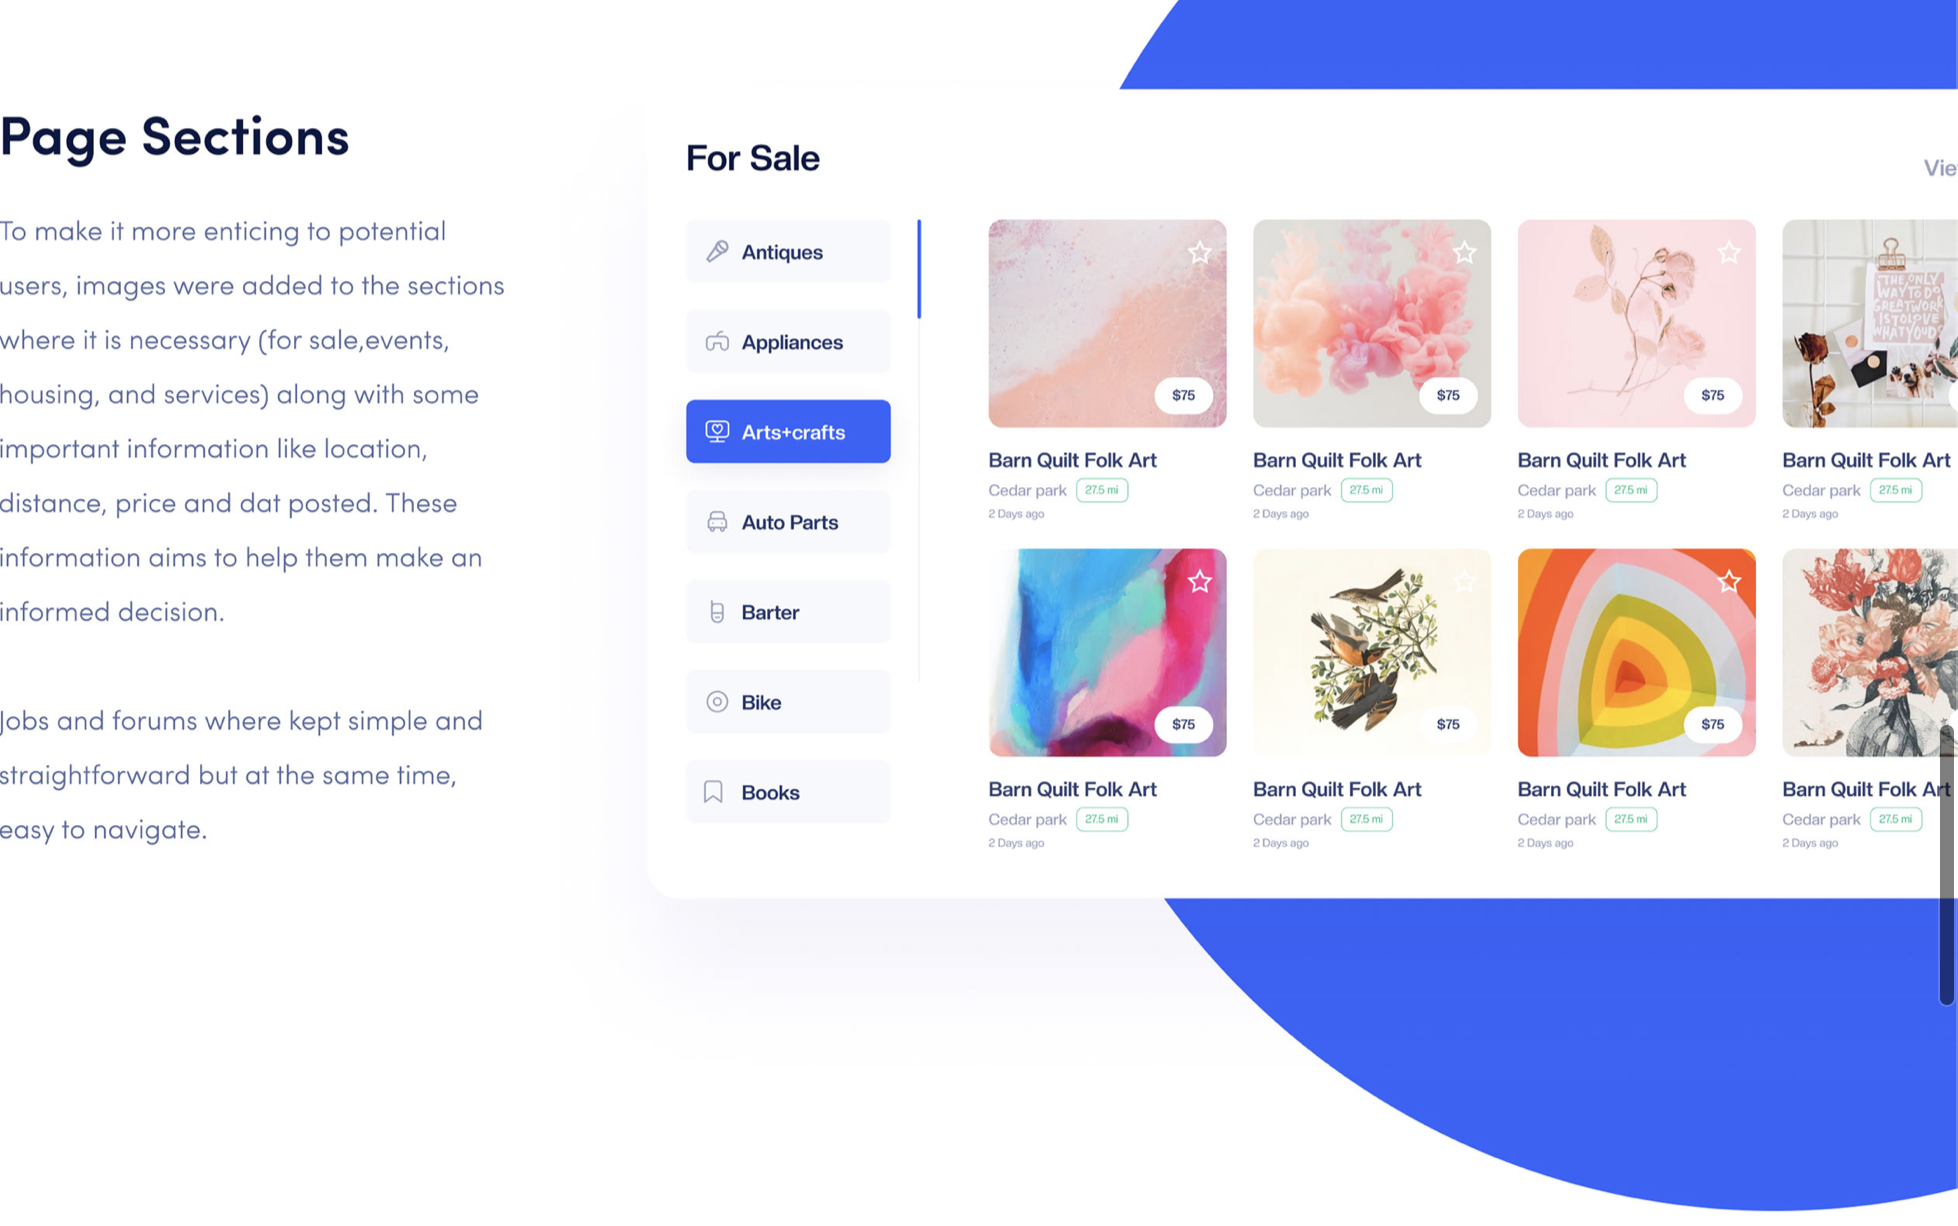 Page Sections
To make it more enticing to potential
users, images were added to the sections
where it is necessary (for sale,events,
housing, and services) along with some
important information like location,
distance, price and dat posted. These
information aims to help them make an
informed decision.
Jobs and forums where kept simple and
straightforward but at the same time,
easy to navigate.
For Sale
Vie
Antiques
Appliances
Arts+crafts
Auto Parts
Barter
Bike
Books
$75
$75
$75
THE ONLY
WAY TO DO
GREAT WORK
IS TO LOVE
WHAT YOU DO
Barn Quilt Folk Art
Cedar park 27.5 mi
2 Days ago
Barn Quilt Folk Art
Cedar park 27.5 mi
2 Days ago
Barn Quilt Folk Art
Cedar park 27.5 mi
2 Days ago
Barn Quilt Folk Art
Cedar park 27.5 mi
2 Days ago
$75
$75
$75
Barn Quilt Folk Art
Cedar park 27.5 mi
2 Days ago
Barn Quilt Folk Art
Cedar park 27.5 mi
2 Days ago
Barn Quilt Folk Art
Cedar park 27.5 mi
2 Days ago
Barn Quilt Folk Art
Cedar park 27.5 mi
2 Days ago